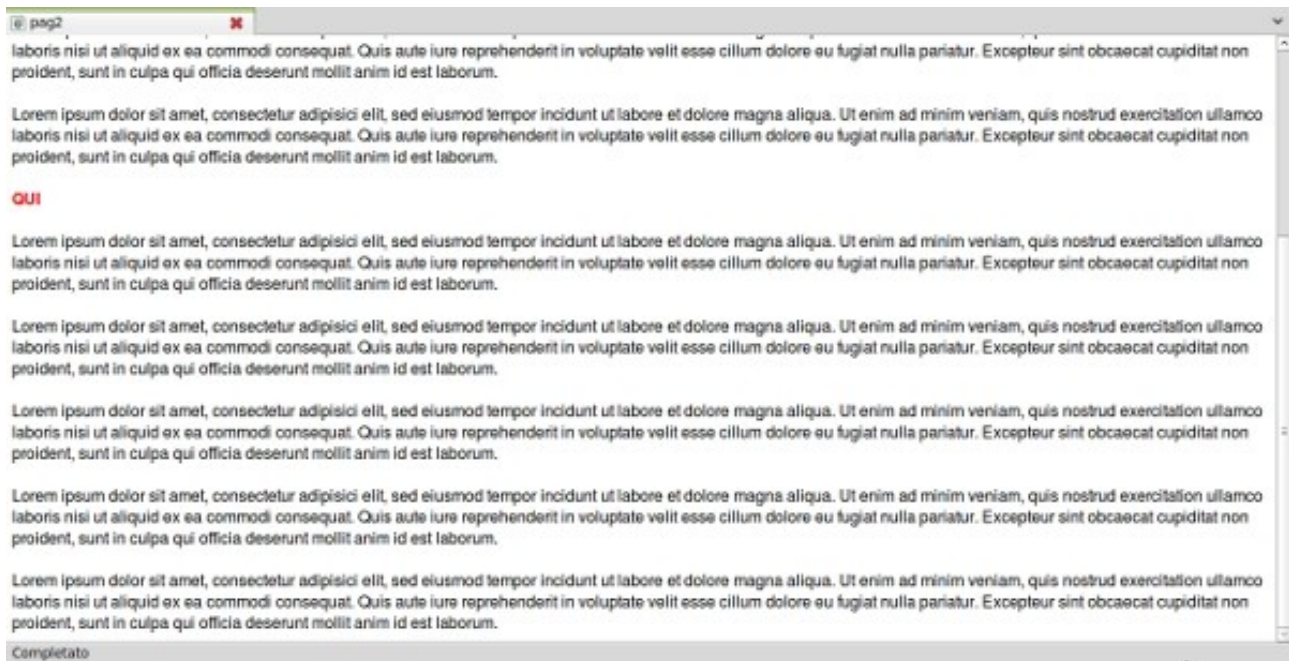 pag2
laboris nisi ut aliquid ex ea commodi consequat. Quis aute iure reprehenderit in voluptate velit esse cillum dolore eu fugiat nulla pariatur. Excepteur sint obcaecat cupiditat non
proident, sunt in culpa qui officia deserunt mollit anim id est laborum.
Lorem ipsum dolor sit amet, consectetur adipisici elit, sed eiusmod tempor incidunt ut labore et dolore magna aliqua. Ut enim ad minim veniam, quis nostrud exercitation ullamco
laboris nisi ut aliquid ex ea commodi consequat. Quis aute iure reprehenderit in voluptate velit esse cillum dolore eu fugiat nulla pariatur. Excepteur sint obcaecat cupiditat non
proident, sunt in culpa qui officia deserunt mollit anim id est laborum.
QUI
Lorem ipsum dolor sit amet, consectetur adipisici elit, sed eiusmod tempor incidunt ut labore et dolore magna aliqua. Ut enim ad minim veniam, quis nostrud exercitation ullamco
laboris nisi ut aliquid ex ea commodi consequat. Quis aute iure reprehenderit in voluptate velit esse cillum dolore eu fugiat nulla pariatur. Excepteur sint obcaecat cupiditat non
proident, sunt in culpa qui officia deserunt mollit anim id est laborum.
Lorem ipsum dolor sit amet, consectetur adipisici elit, sed eiusmod tempor incidunt ut labore et dolore magna aliqua. Ut enim ad minim veniam, quis nostrud exercitation ullamco
laboris nisi ut aliquid ex ea commodi consequat. Quis aute iure reprehenderit in voluptate velit esse cillum dolore eu fugiat nulla pariatur. Excepteur sint obcaecat cupiditat non
proident, sunt in culpa qui officia deserunt mollit anim id est laborum.
Lorem ipsum dolor sit amet, consectetur adipisici elit, sed eiusmod tempor incidunt ut labore et dolore magna aliqua. Ut enim ad minim veniam, quis nostrud exercitation ullamco
laboris nisi ut aliquid ex ea commodi consequat. Quis aute iure reprehenderit in voluptate velit esse cillum dolore eu fugiat nulla pariatur. Excepteur sint obcaecat cupiditat non
proident, sunt in culpa qui officia deserunt mollit anim id est laborum.
Lorem ipsum dolor sit amet, consectetur adipisici elit, sed eiusmod tempor incidunt ut labore et dolore magna aliqua. Ut enim ad minim veniam, quis nostrud exercitation ullamco
laboris nisi ut aliquid ex ea commodi consequat. Quis aute iure reprehenderit in voluptate velit esse cillum dolore eu fugiat nulla pariatur. Excepteur sint obcaecat cupiditat non
proident, sunt in culpa qui officia deserunt mollit anim id est laborum.
Lorem ipsum dolor sit amet, consectetur adipisici elit, sed eiusmod tempor incidunt ut labore et dolore magna aliqua. Ut enim ad minim veniam, quis nostrud exercitation ullamco
laboris nisi ut aliquid ex ea commodi consequat. Quis aute iure reprehenderit in voluptate velit esse cillum dolore eu fugiat nulla pariatur. Excepteur sint obcaecat cupiditat non
proident, sunt in culpa qui officia deserunt mollit anim id est laborum.
Completato